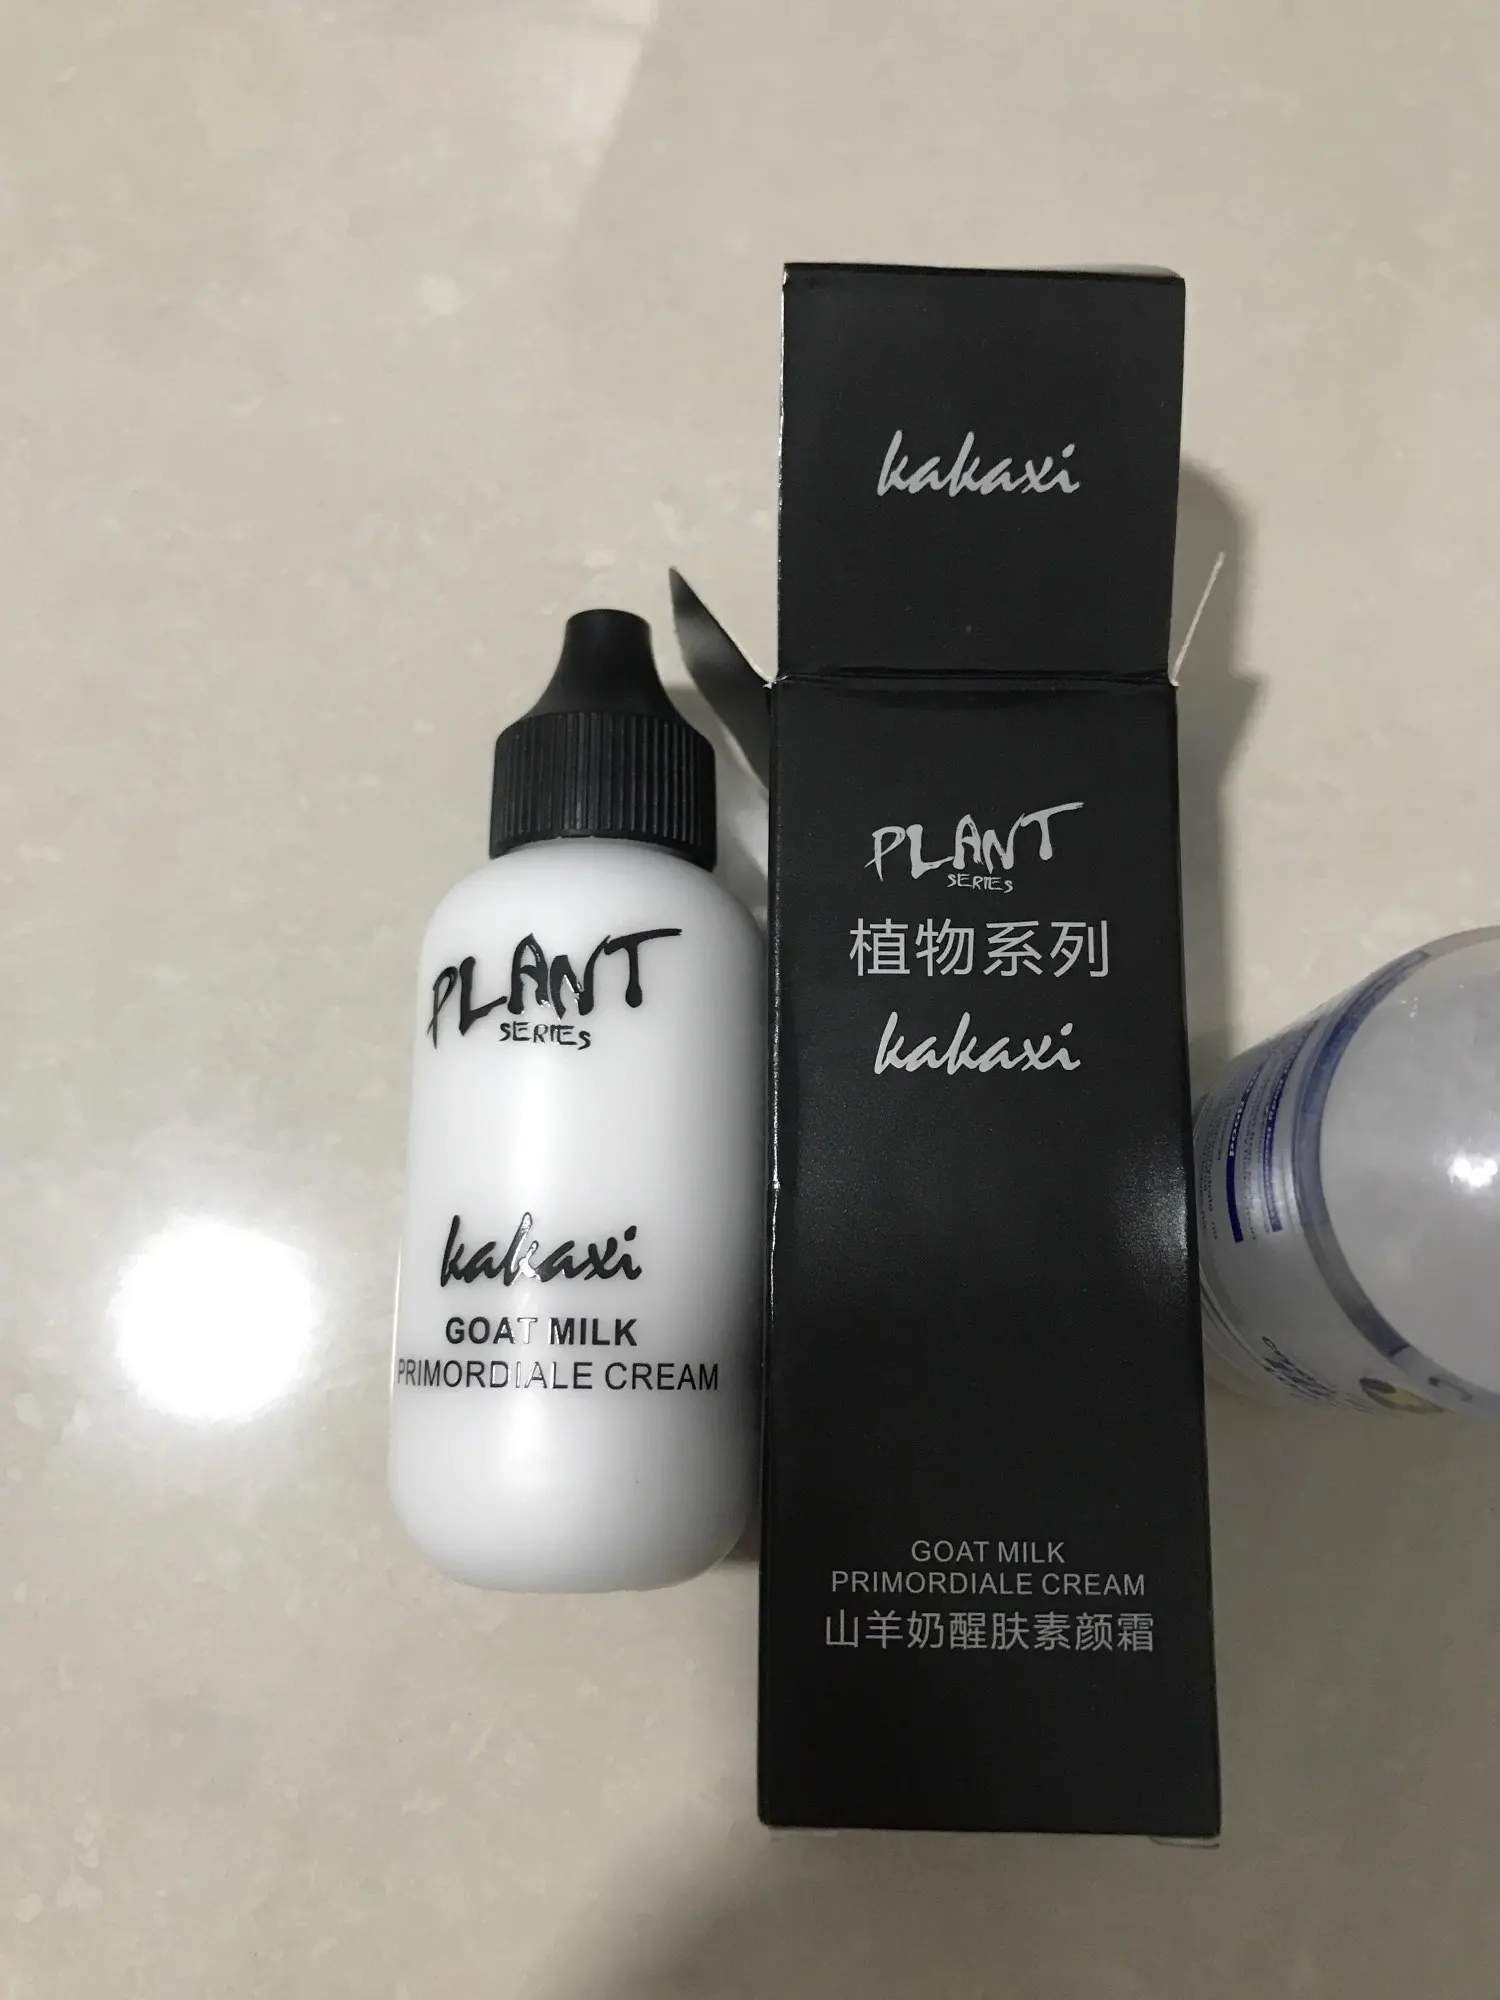 PLANT
SERIES
kakaxi
GOAT MILK
PRIMORDIALE CREAM
kakaxi
PLANT
SERIES
植物系列
kakaxi
GOAT MILK
PRIMORDIALE CREAM
山羊奶醒肤素颜霜